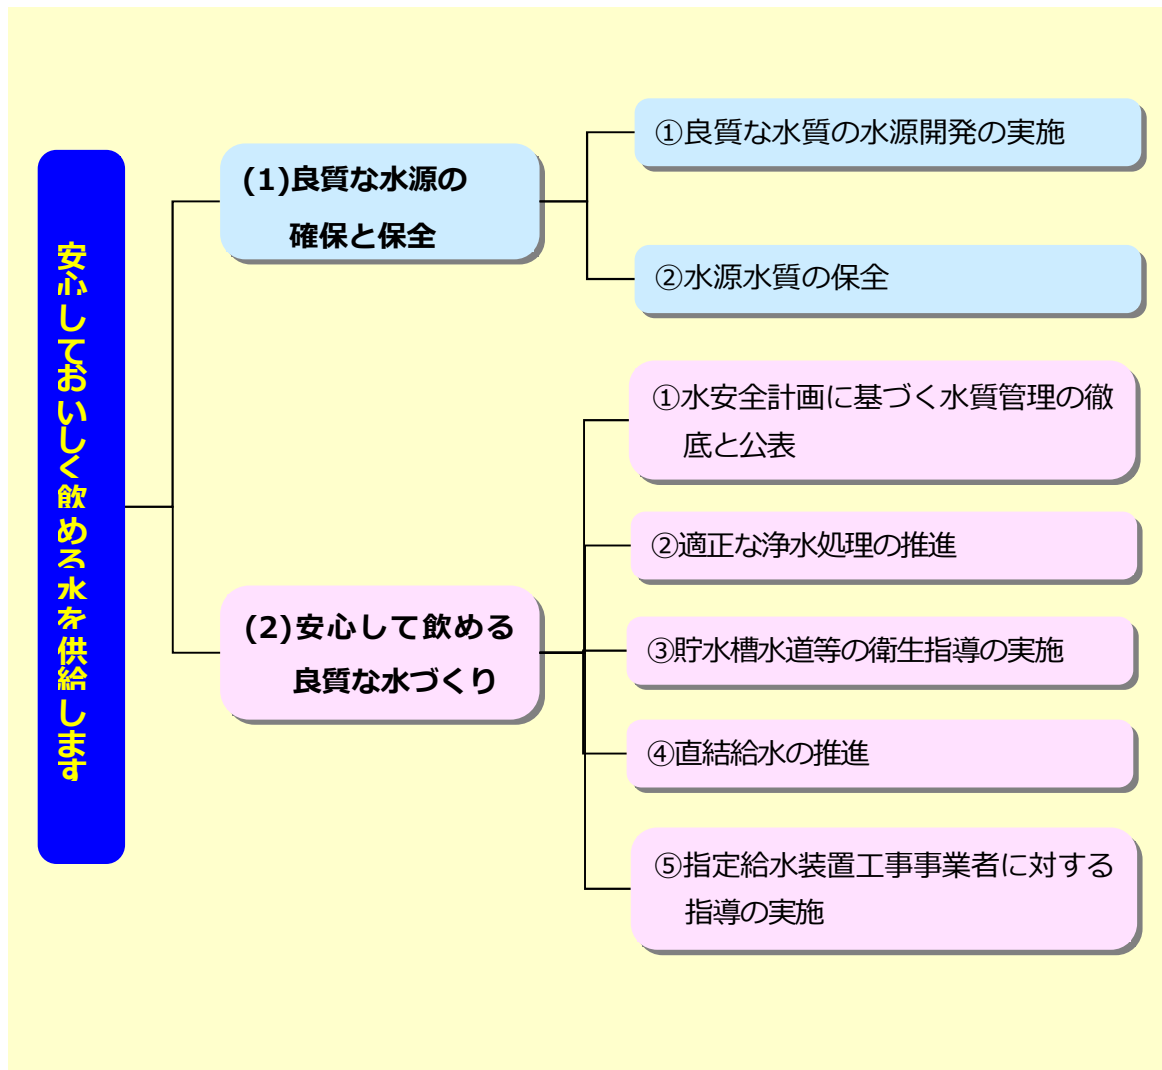 安心しておいしく飲める水を供給します
(1)良質な水源の
確保と保全
①良質な水質の水源開発の実施
②水源水質の保全
(2)安心して飲める
良質な水づくり
①水安全計画に基づく水質管理の徹
底と公表
②適正な浄水処理の推進
③貯水槽水道等の衛生指導の実施
④直結給水の推進
⑤指定給水装置工事事業者に対する
指導の実施